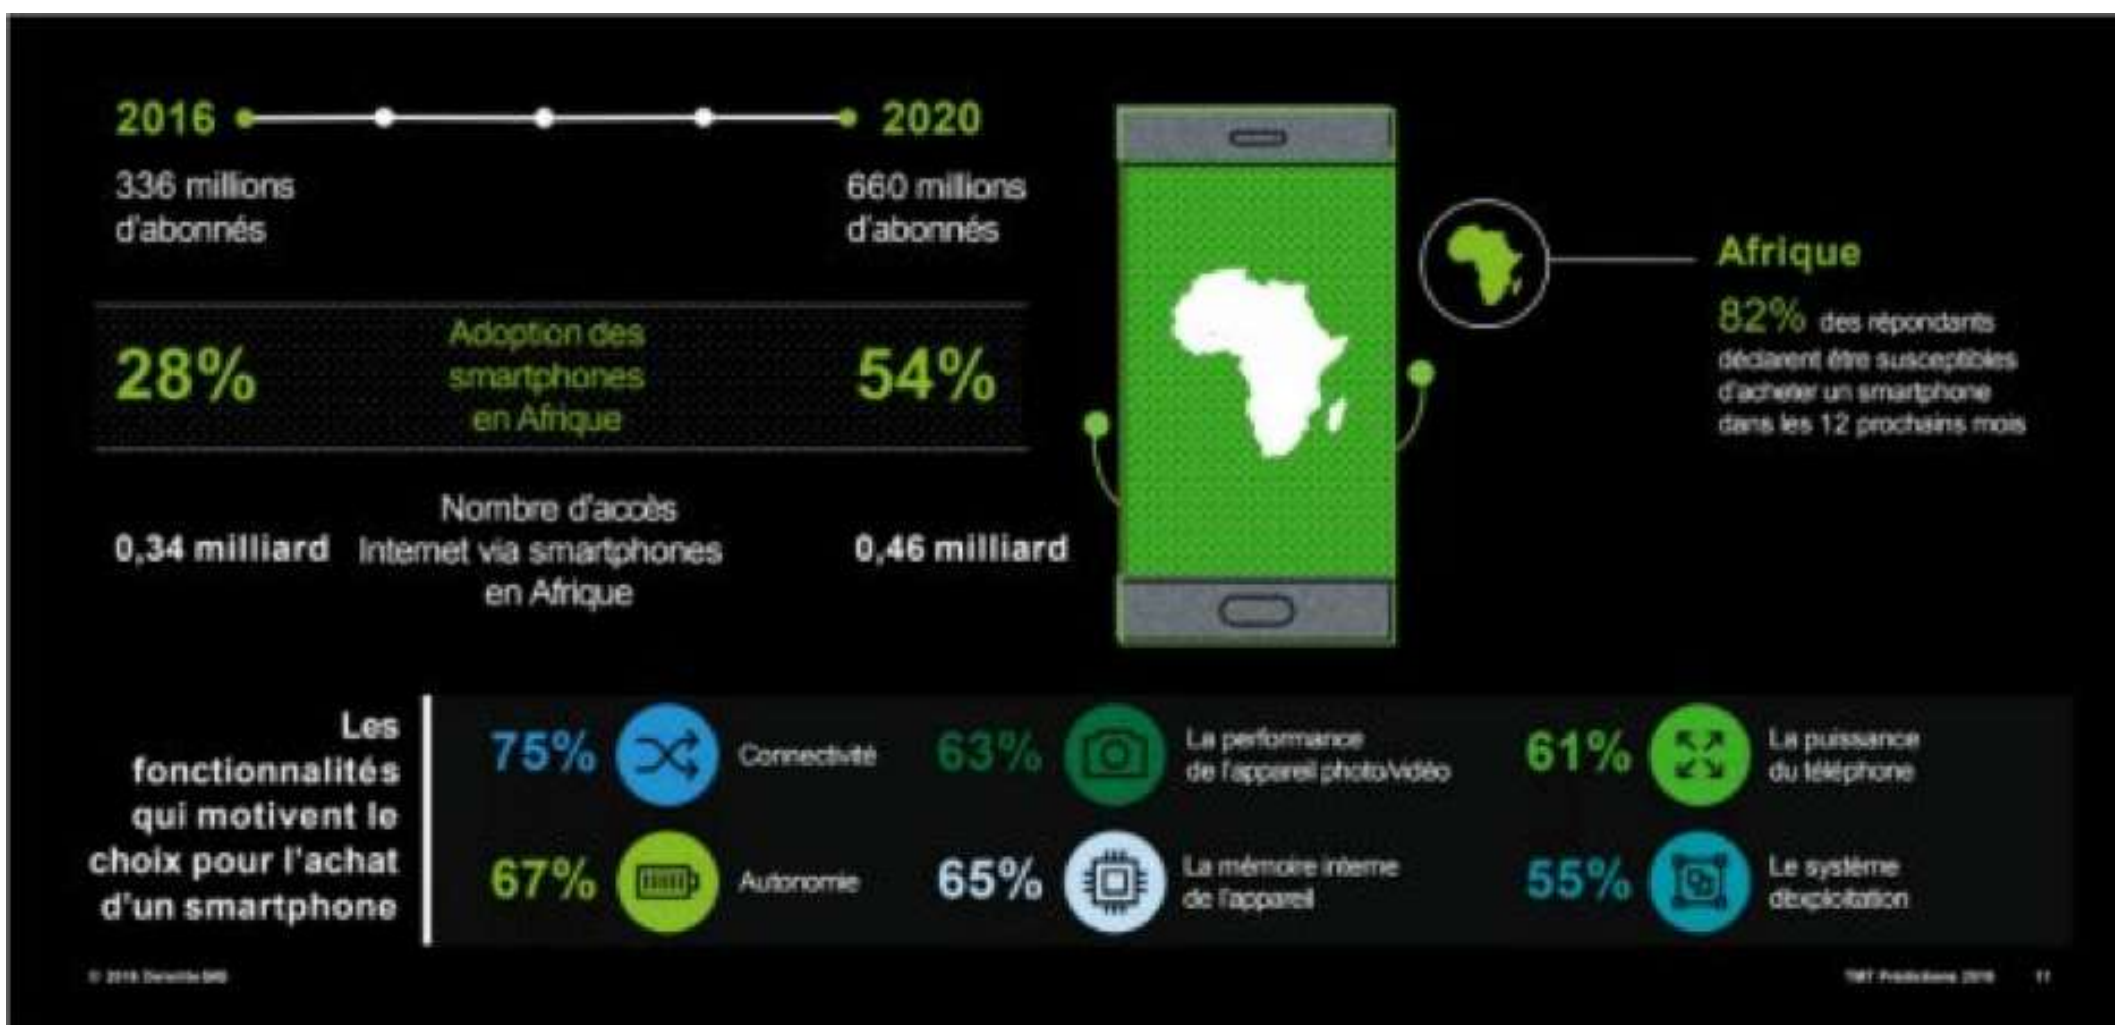 2016
2020
336 millions
d'abonnés
660 millions
d'abonnés
28%
Adoption des
smartphones
en Afrique
54%
0,34 milliard
Nombre d'accès
Internet via smartphones
en Afrique
0,46 milliard
Afrique
82% des répondants
déclarent être susceptibles
d'acheter un smartphone
dans les 12 prochains mois
Les
fonctionnalités
qui motivent le
choix pour l'achat
d'un smartphone
75%
Connectivité
63%
La performance
de l'appareil photo/vidéo
61%
La puissance
du téléphone
67%
Autonomie
65%
La mémoire interne
de l'appareil
55%
Le système
d'exploitation
© Deloitte SAS
TMT Prédictions